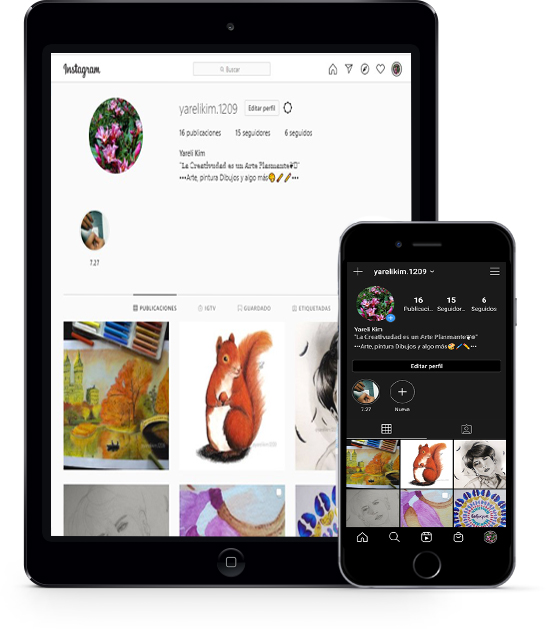 Instagram
Buscar
yarelikim.1209 Editar perfil
16 publicaciones 15 seguidores 6 seguidos
Yareli Kim
"La Creatividad es un Arte Plasmante"
•••Arte, pintura Dibujos y algo más•••
7.27
PUBLICACIONES IGTV GUARDADO ETIQUETADAS
yarelikim.1209
16 15 6
Publicaci... Seguidor... Seguidos
Yareli Kim
"La Creatividad es un Arte Plasmante"
•••Arte, pintura Dibujos y algo más•••
Editar perfil
7.27 Nueva